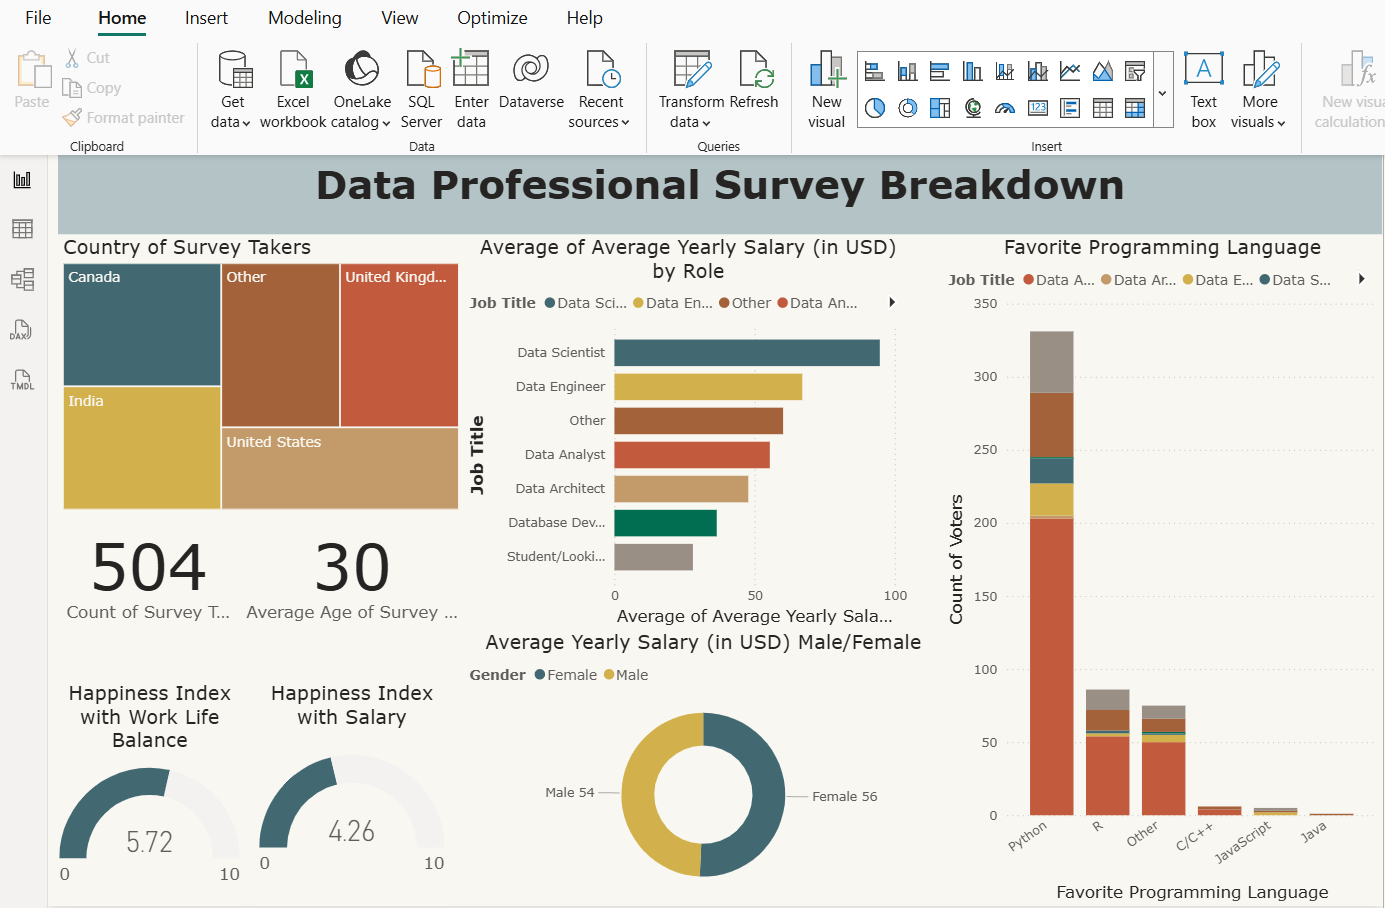 File Home Insert Modeling View Optimize Help
Paste
Cut
Copy
Format painter
Clipboard
Get data
Excel workbook
OneLake catalog
SQL Server
Enter data
Dataverse
Recent sources
Data
Transform data
Refresh
Queries
New visual
123
A
Text box
More visuals
Insert
fx
New visu
calculation
DAX
TMDL
Data Professional Survey Breakdown
Country of Survey Takers
Canada
Other
United Kingd...
India
United States
504
Count of Survey T...
30
Average Age of Survey ...
Happiness Index
with Work Life
Balance
5.72
0 10
Happiness Index
with Salary
4.26
0 10
Average of Average Yearly Salary (in USD)
by Role
Job Title Data Sci... Data En... Other Data An...
Job Title
Data Scientist
Data Engineer
Other
Data Analyst
Data Architect
Database Dev...
Student/Looki...
0 50 100
Average of Average Yearly Sala...
Average Yearly Salary (in USD) Male/Female
Gender Female Male
Male 54
Female 56
Favorite Programming Language
Job Title Data A... Data Ar... Data E... Data S...
Count of Voters
350
300
250
200
150
100
50
0
Python R Other C/C++ JavaScript Java
Favorite Programming Language